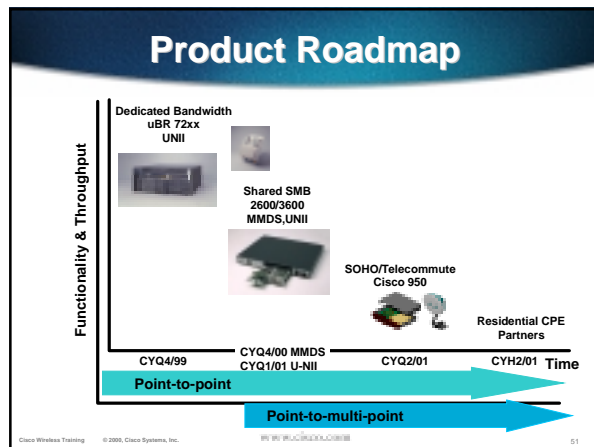 Product Roadmap
Functionality & Throughput
Dedicated Bandwidth
uBR 72xx
UNII
Shared SMB
2600/3600
MMDS,UNII
SOHO/Telecommute
Cisco 950
Residential CPE
Partners
CYQ4/99
CYQ4/00 MMDS
CYQ1/01 U-NII
CYQ2/01
CYH2/01
Time
Point-to-point
Point-to-multi-point
Cisco Wireless Training
© 2000, Cisco Systems, Inc.
51